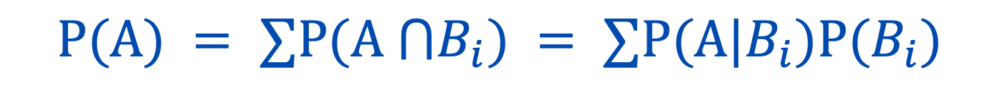 P(A) = ∑P(A ∩B_i) = ∑P(A|B_i)P(B_i)